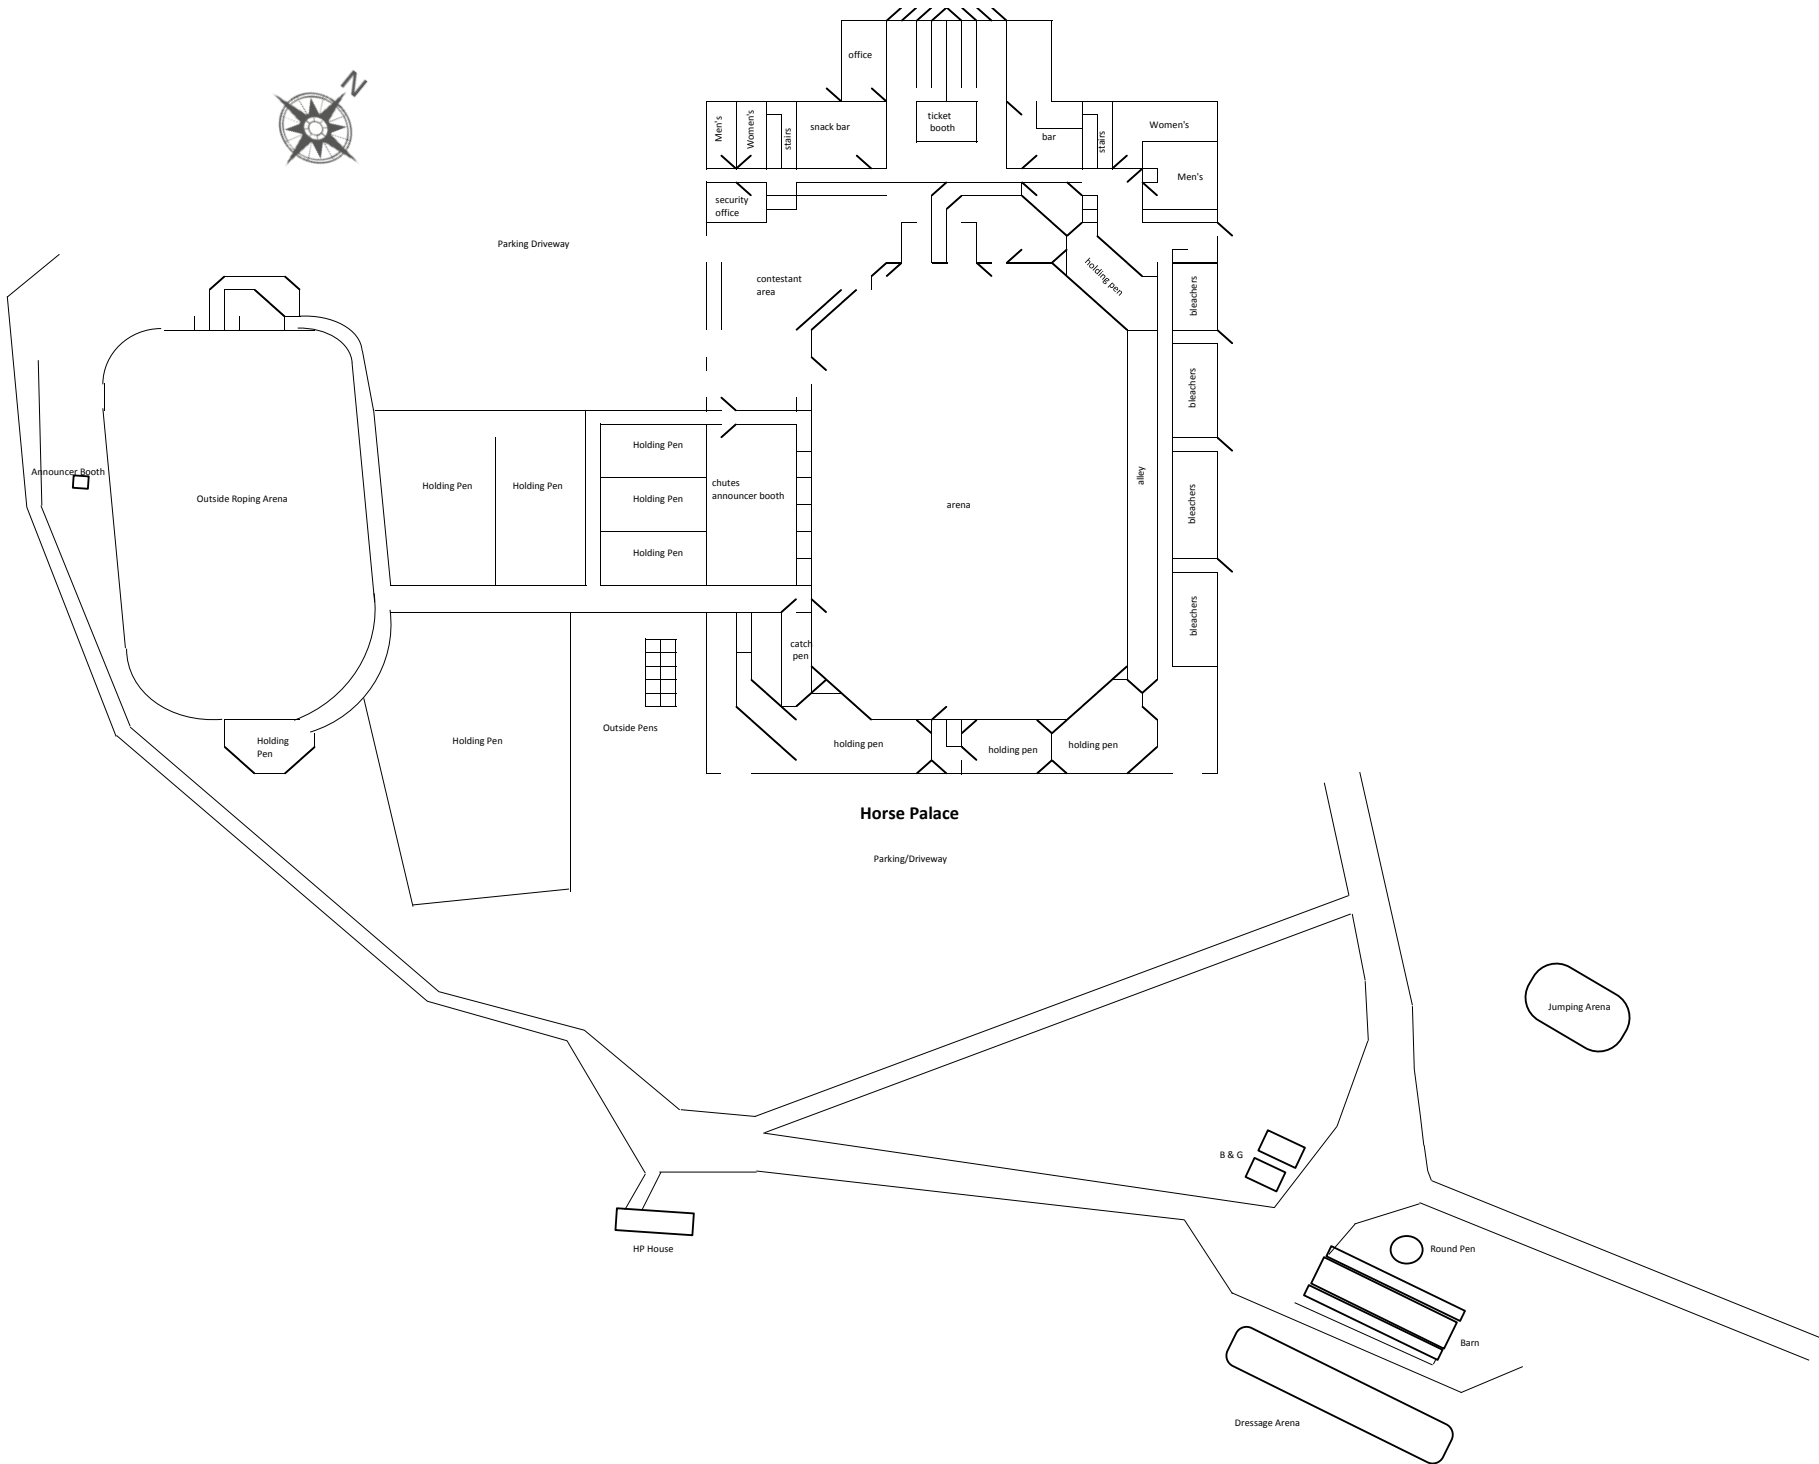 N
office
Men's
Women's
stairs
snack bar
ticket
booth
bar
stairs
Women's
Men's
security
office
Parking Driveway
contestant
area
holding pen
bleachers
bleachers
Holding Pen
Announcer Booth
Outside Roping Arena
Holding Pen
Holding Pen
Holding Pen
chutes
announcer booth
arena
alley
bleachers
Holding Pen
bleachers
catch
pen
Outside Pens
Holding
Pen
Holding Pen
holding pen
holding pen
holding pen
Horse Palace
Parking/Driveway
Jumping Arena
B & G
HP House
Round Pen
Barn
Dressage Arena